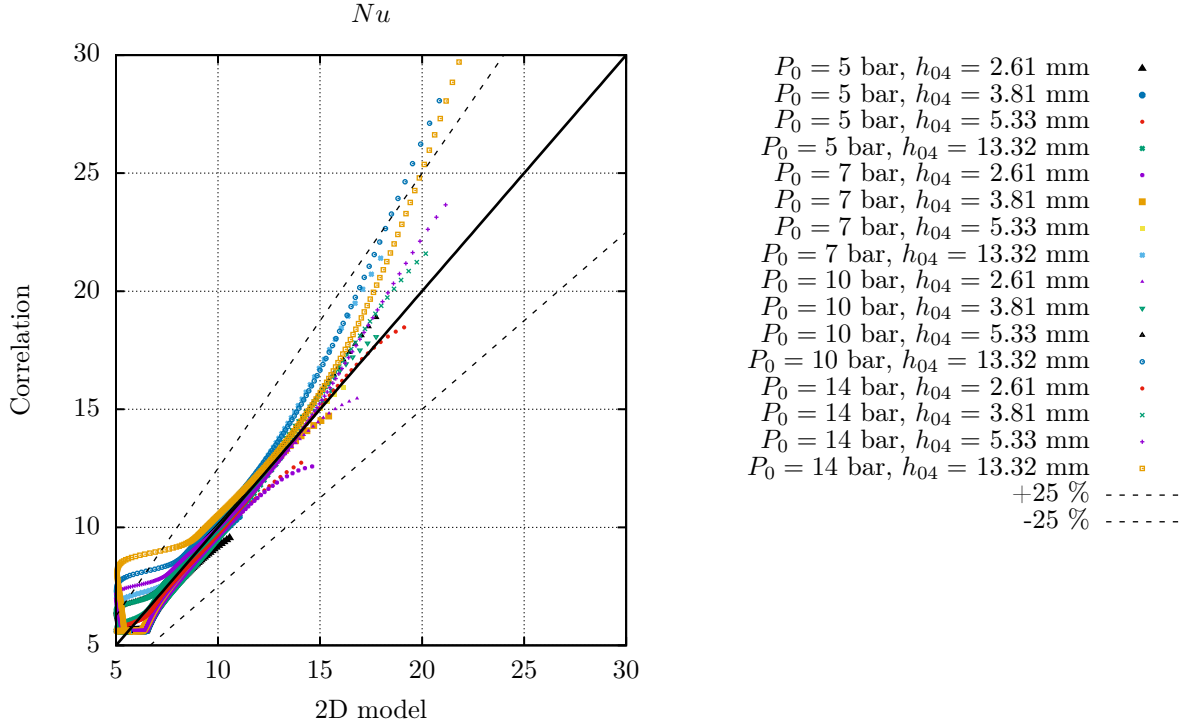 Nu
30
25
20
15
10
5
5
10
15
20
25
30
Correlation
2D model
P0 = 5 bar, h04 = 2.61 mm
P0 = 5 bar, h04 = 3.81 mm
P0 = 5 bar, h04 = 5.33 mm
P0 = 5 bar, h04 = 13.32 mm
P0 = 7 bar, h04 = 2.61 mm
P0 = 7 bar, h04 = 3.81 mm
P0 = 7 bar, h04 = 5.33 mm
P0 = 7 bar, h04 = 13.32 mm
P0 = 10 bar, h04 = 2.61 mm
P0 = 10 bar, h04 = 3.81 mm
P0 = 10 bar, h04 = 5.33 mm
P0 = 10 bar, h04 = 13.32 mm
P0 = 14 bar, h04 = 2.61 mm
P0 = 14 bar, h04 = 3.81 mm
P0 = 14 bar, h04 = 5.33 mm
P0 = 14 bar, h04 = 13.32 mm
+25 %
-25 %